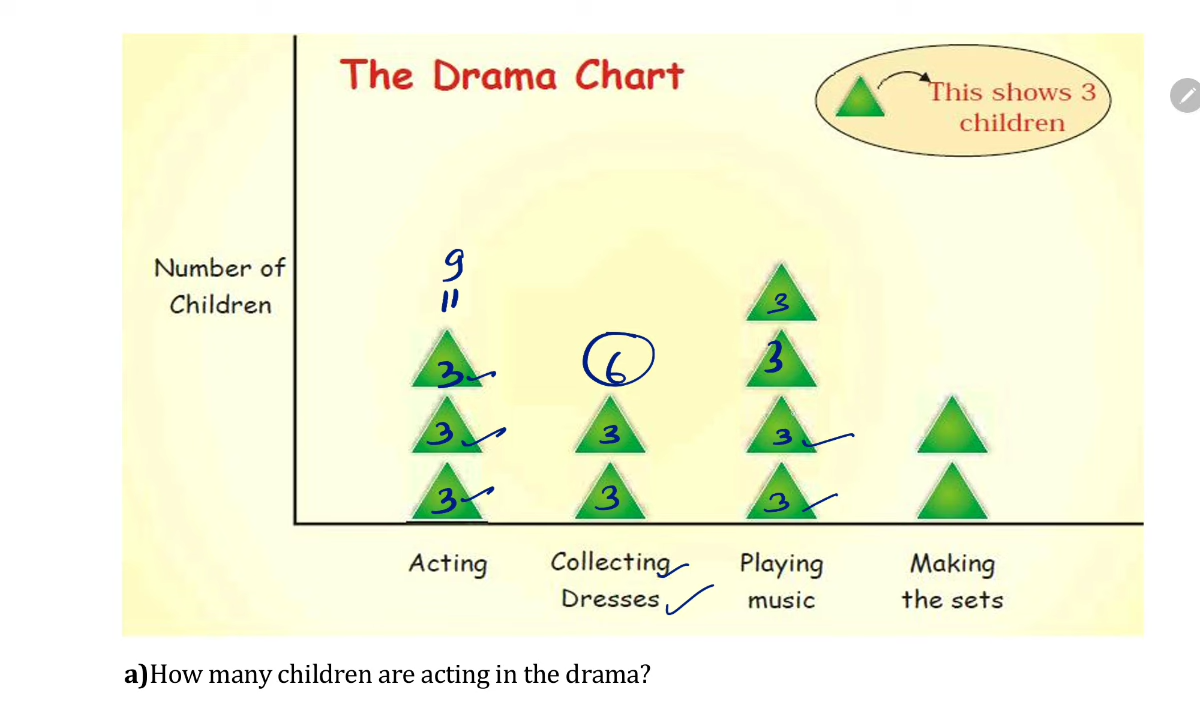 The Drama Chart
This shows 3
children
Number of
Children
9
11
3
3
3
3
6
3
3
3
3
3
Acting
Collecting
Dresses
Playing
music
Making
the sets
a)How many children are acting in the drama?